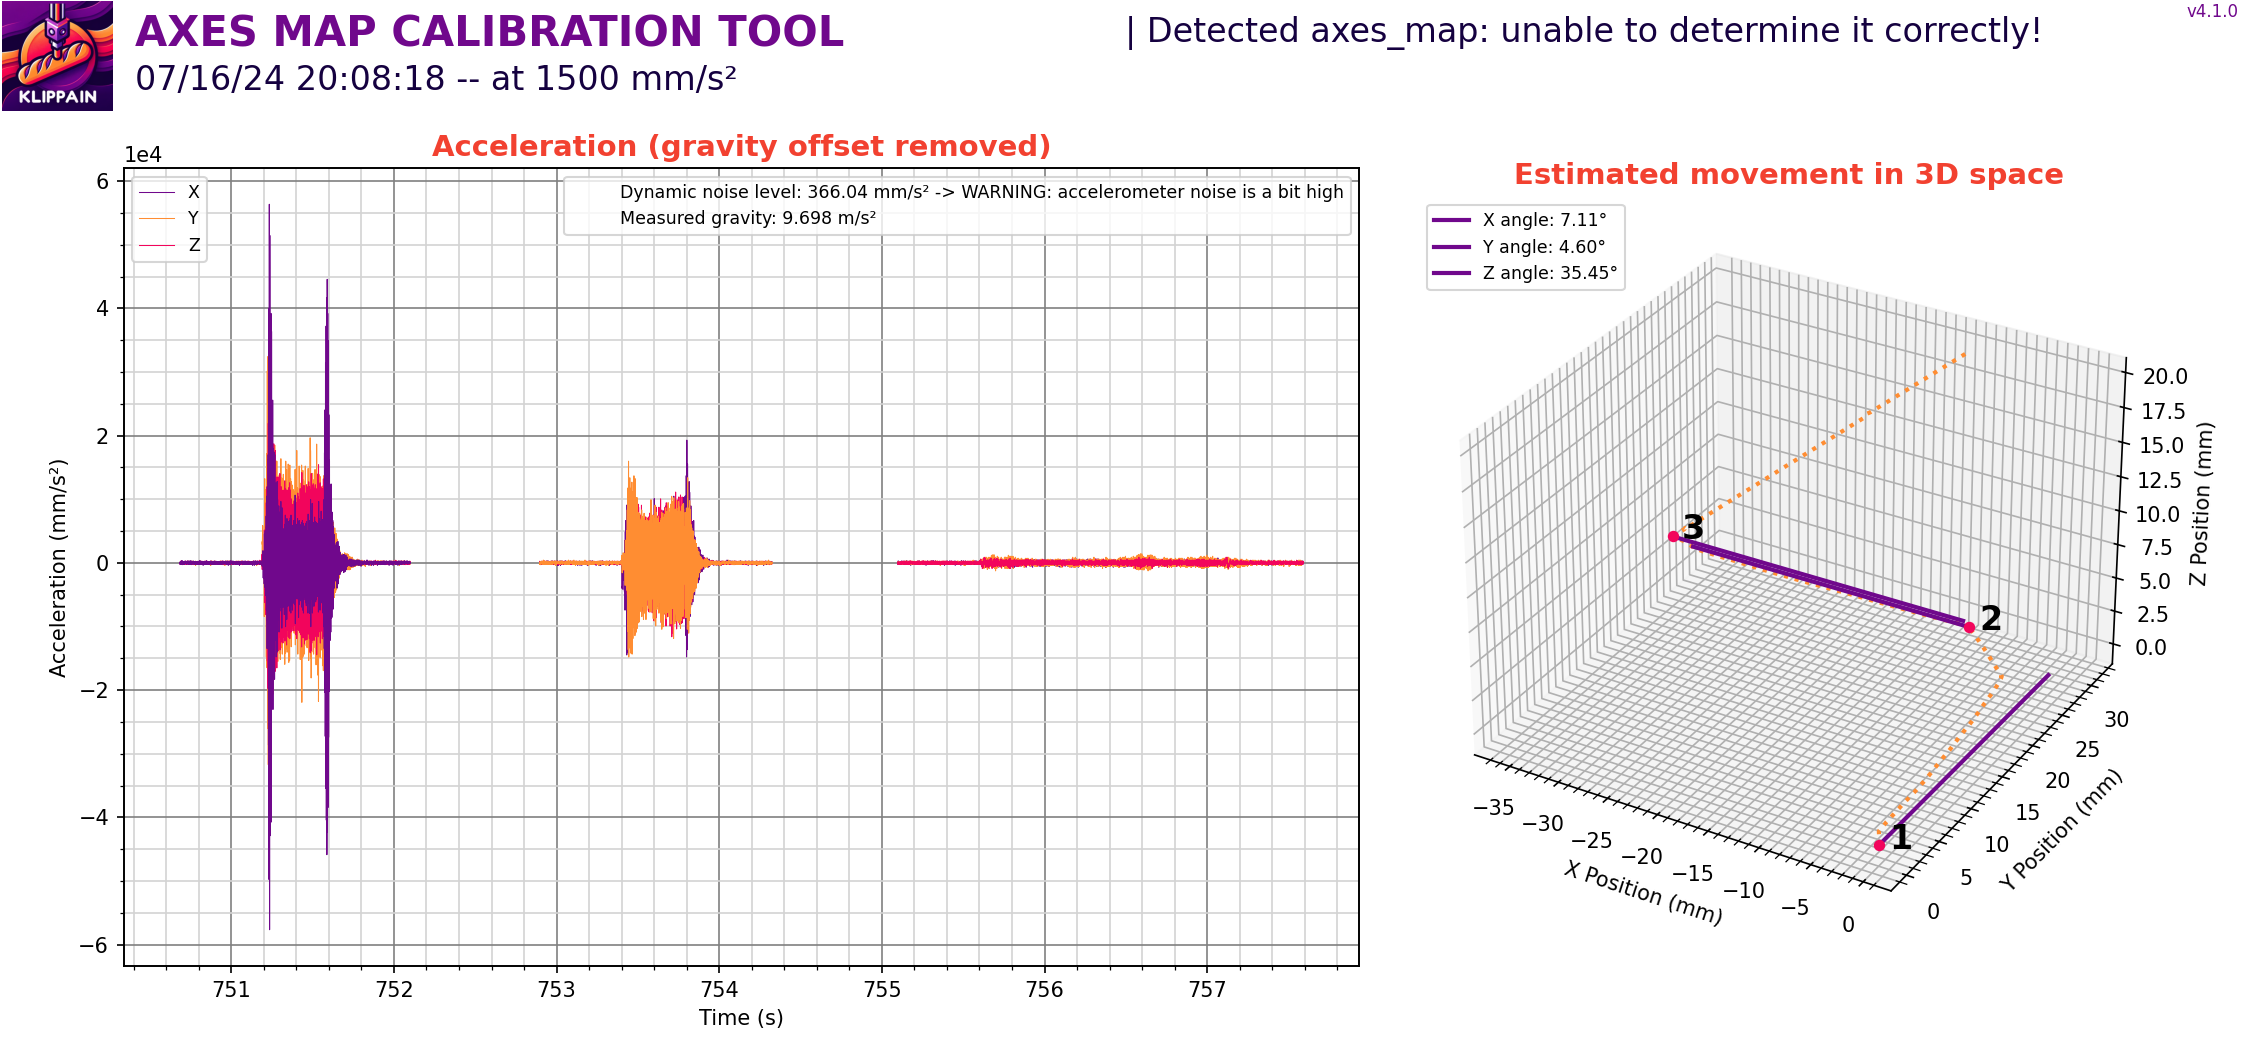 KLIPPAIN
AXES MAP CALIBRATION TOOL
07/16/24 20:08:18 -- at 1500 mm/s²
| Detected axes_map: unable to determine it correctly!
v4.1.0
Acceleration (gravity offset removed)
1e4
X
Y
Z
Dynamic noise level: 366.04 mm/s² -> WARNING: accelerometer noise is a bit high
Measured gravity: 9.698 m/s²
6
4
2
0
−2
−4
−6
Acceleration (mm/s²)
751 752 753 754 755 756 757
Time (s)
Estimated movement in 3D space
X angle: 7.11°
Y angle: 4.60°
Z angle: 35.45°
3
2
1
20.0
17.5
15.0
12.5
10.0
7.5
5.0
2.5
0.0
Z Position (mm)
30
25
20
15
10
5
0
Y Position (mm)
−35
−30
−25
−20
−15
−10
−5
0
X Position (mm)